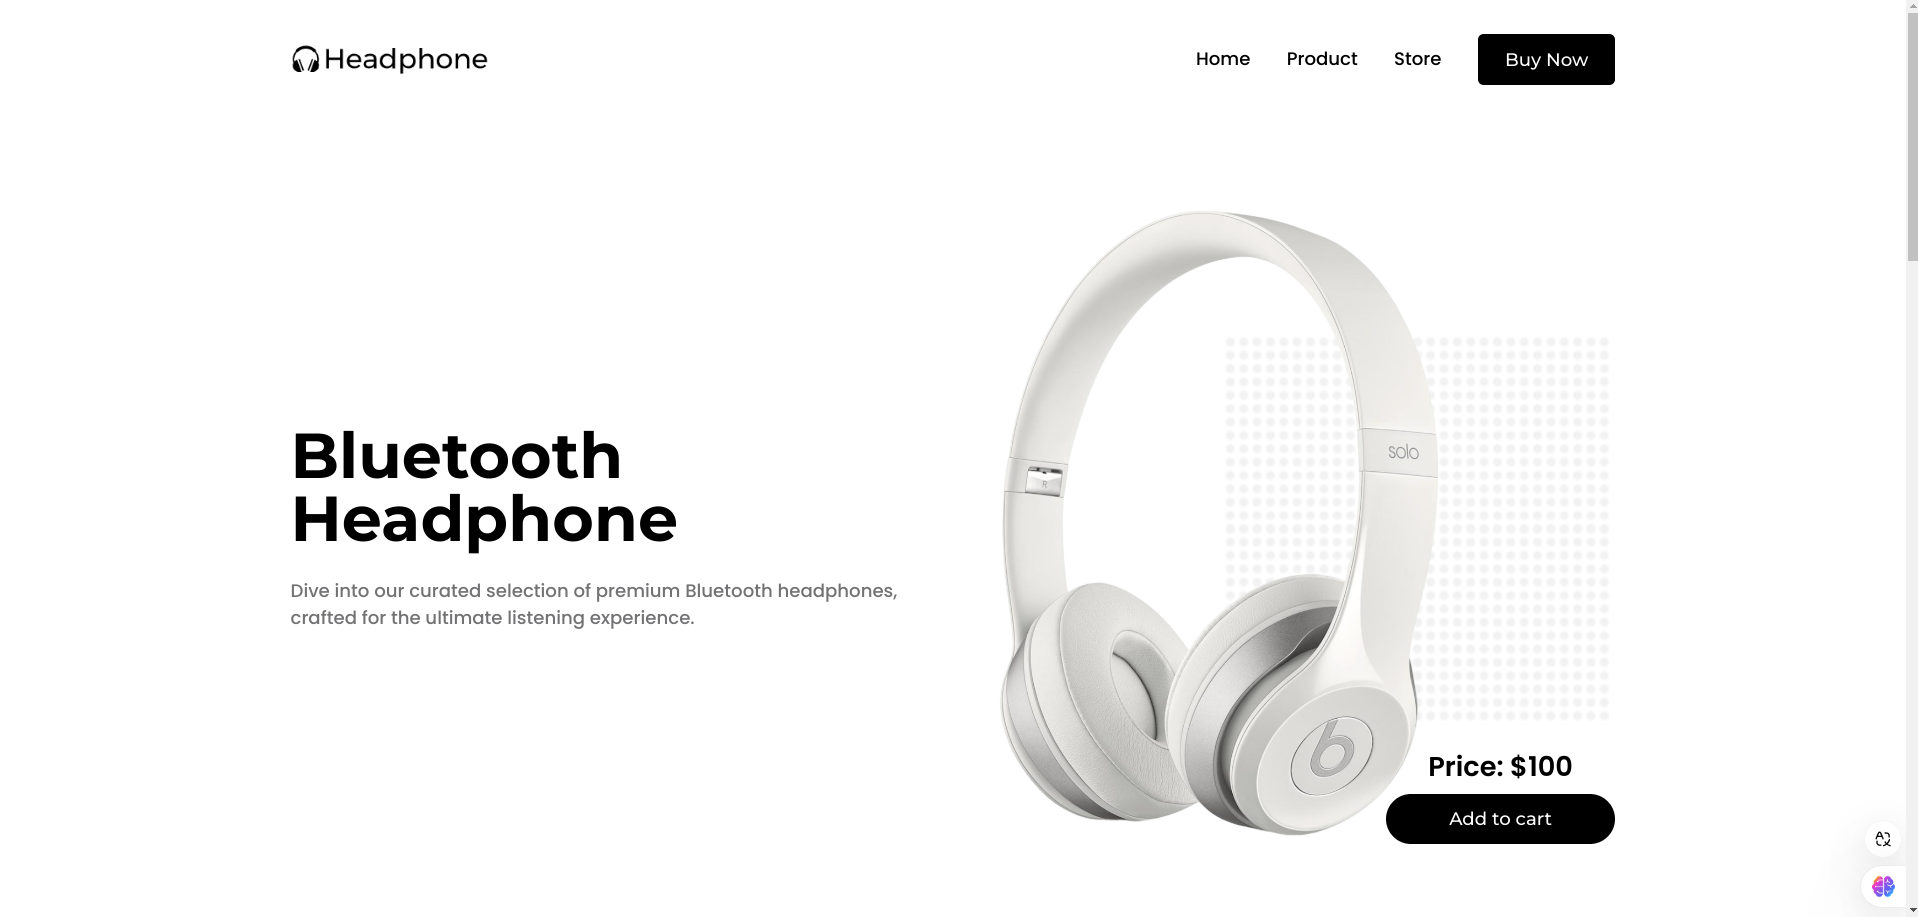 Headphone
Home
Product
Store
Buy Now
solo
R
Bluetooth
Headphone
Dive into our curated selection of premium Bluetooth headphones,
crafted for the ultimate listening experience.
b
Price: $100
Add to cart